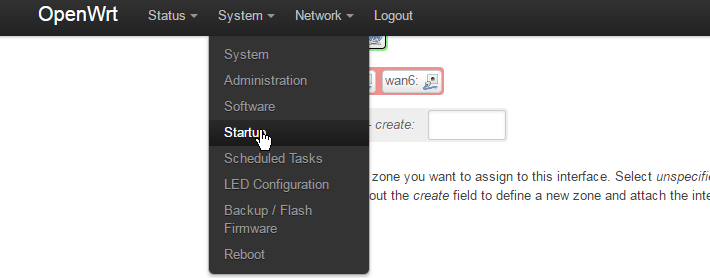 OpenWrt Status System Network Logout
System
wan6:
Administration
Software
create:
Startup
Scheduled Tasks
zone you want to assign to this interface. Select unspecifie
LED Configuration
out the create field to define a new zone and attach the inte
Backup / Flash
Firmware
Reboot